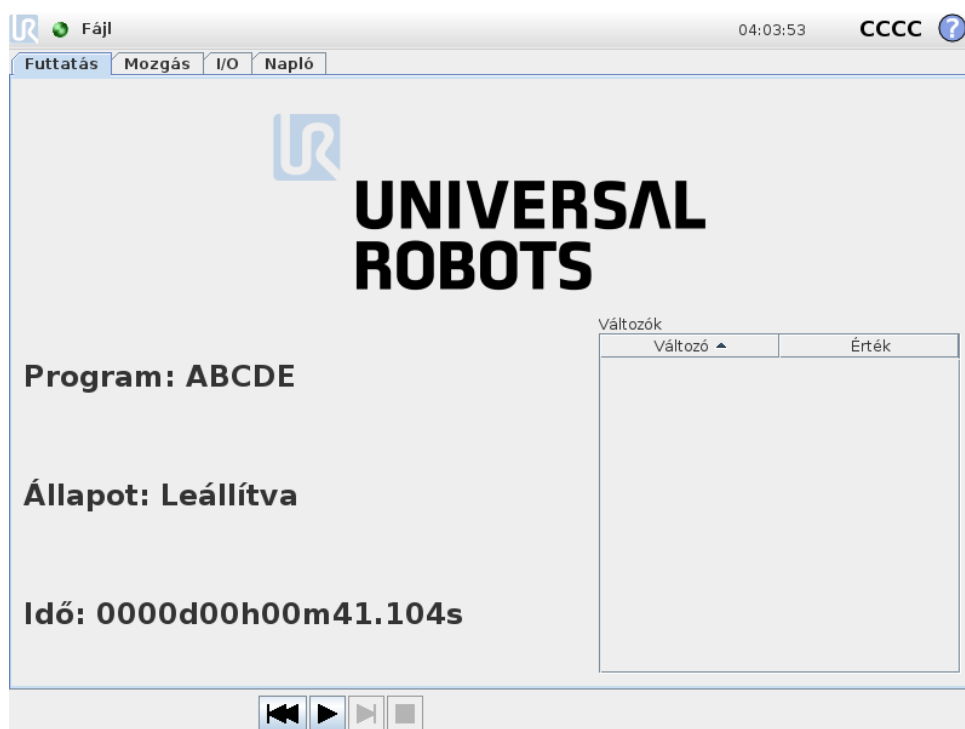 Fájl
04:03:53
CCCC
?
Futtatás Mozgás I/O Napló
UR
UNIVERSAL
ROBOTS
Változók
Változó Érték
Program: ABCDE
Állapot: Leállítva
Idő: 0000d00h00m41.104s